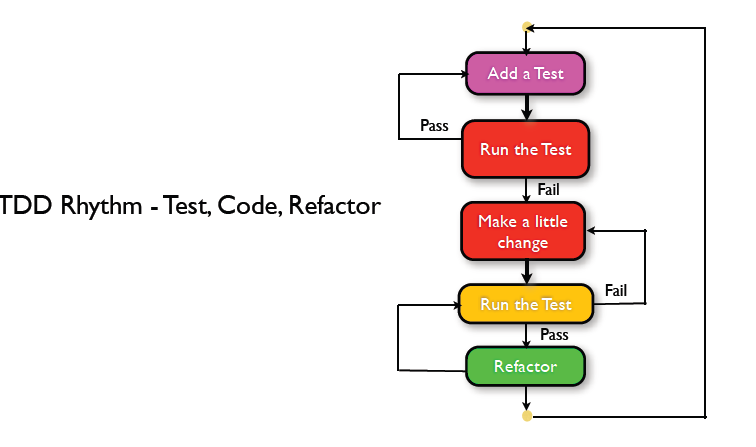 Add a Test
Pass
Run the Test
Fail
TDD Rhythm - Test, Code, Refactor
Make a little
change
Run the Test
Fail
Pass
Refactor